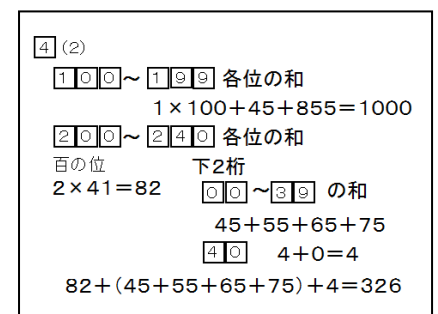 4 (2)
100～199 各位の和
1×100+45+855=1000
200～240 各位の和
百の位 下2桁
2×41=82 00～39 の和
45+55+65+75
40 4+0=4
82+(45+55+65+75)+4=326